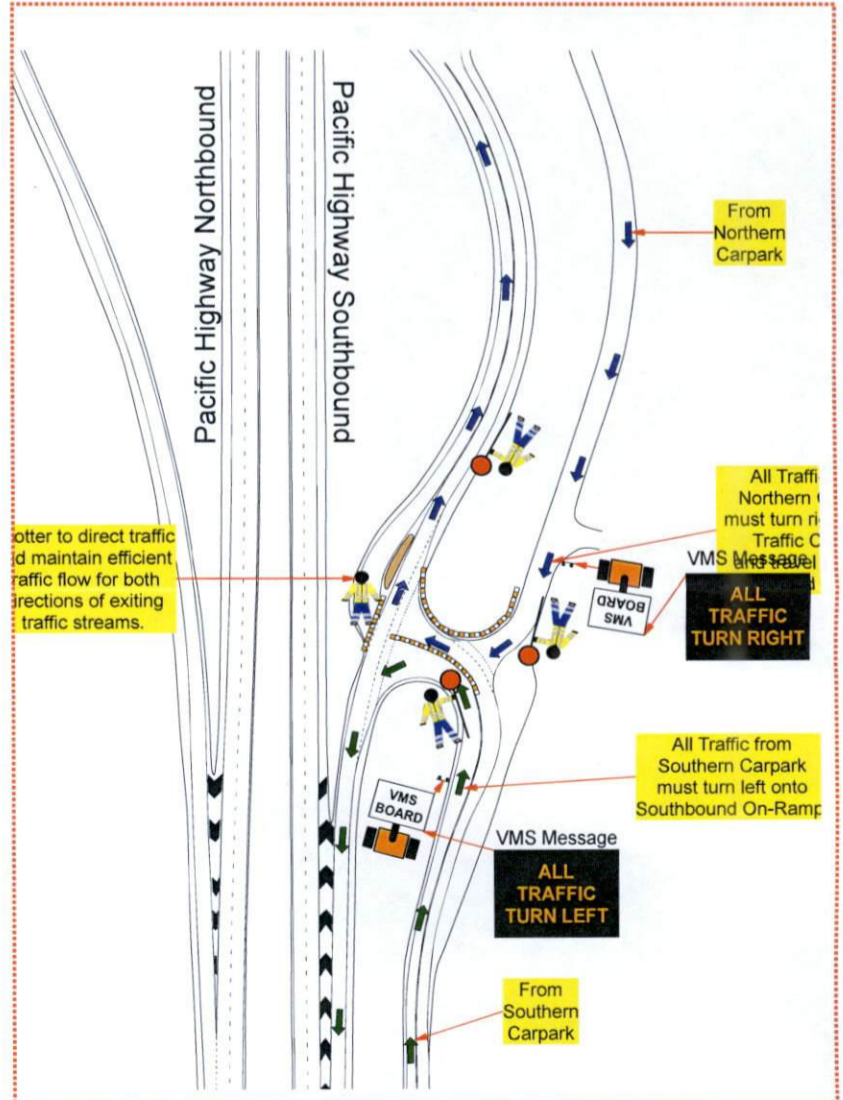 Pacific Highway Northbound
Pacific Highway Southbound
From
Northern
Carpark
otter to direct traffic
d maintain efficient
raffic flow for both
irections of exiting
traffic streams.
All Traffi
Northern
must turn ri
Traffic C
and travel
VMS Message
VMS
BOARD
ALL
TRAFFIC
TURN RIGHT
All Traffic from
Southern Carpark
must turn left onto
Southbound On-Ramp
VMS
BOARD
VMS Message
ALL
TRAFFIC
TURN LEFT
From
Southern
Carpark